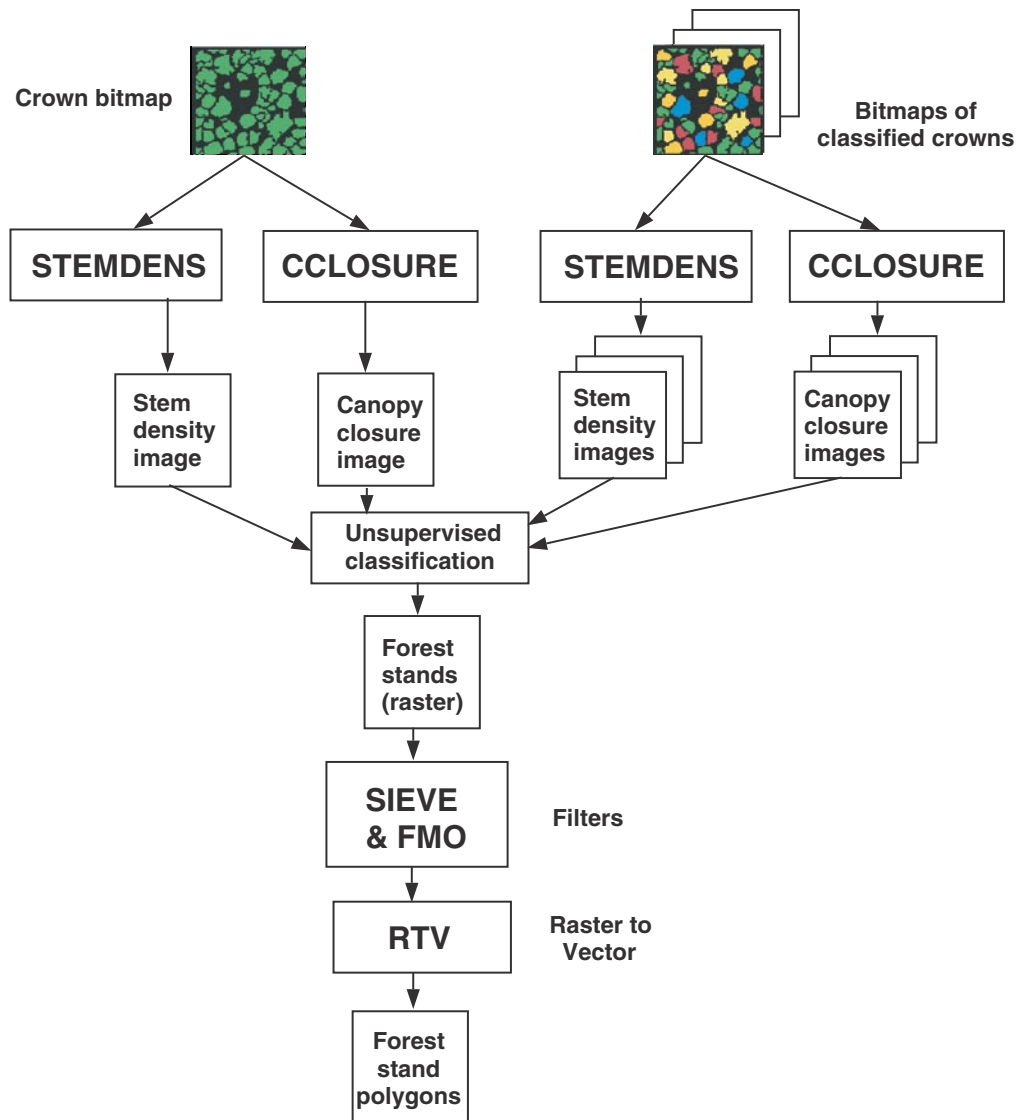 Crown bitmap
Bitmaps of
classified crowns
STEMDENS
CCLOSURE
STEMDENS
CCLOSURE
Stem
density
image
Canopy
closure
image
Stem
density
images
Canopy
closure
images
Unsupervised
classification
Forest
stands
(raster)
SIEVE
& FMO
Filters
RTV
Raster to
Vector
Forest
stand
polygons